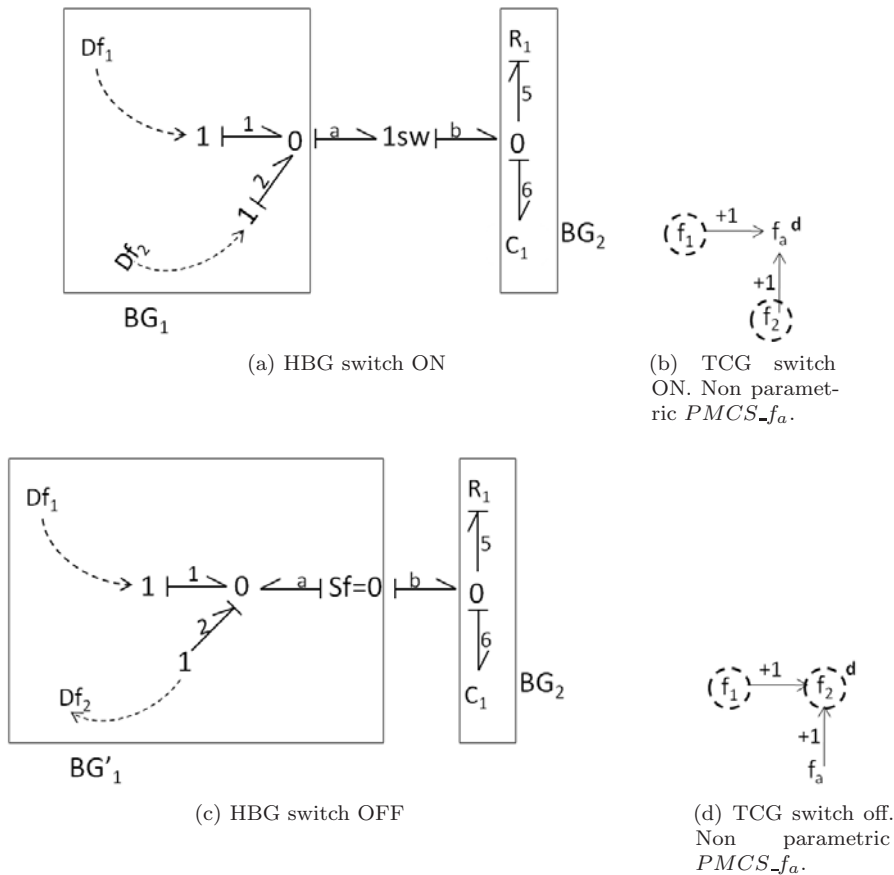 Df₁
1 1 0 a 1sw b 0
2
1
Df₂
BG₁
R₁
5
6
C₁
BG₂
(a) HBG switch ON
f₁ +1 fₐ d
+1
f₂
(b) TCG switch
ON. Non paramet-
ric PMCS_fₐ.
Df₁
1 1 0 a Sf=0 b 0
2
1
Df₂
BG'₁
R₁
5
6
C₁
BG₂
(c) HBG switch OFF
f₁ +1 f₂ d
+1
fₐ
(d) TCG switch off.
Non parametric
PMCS_fₐ.